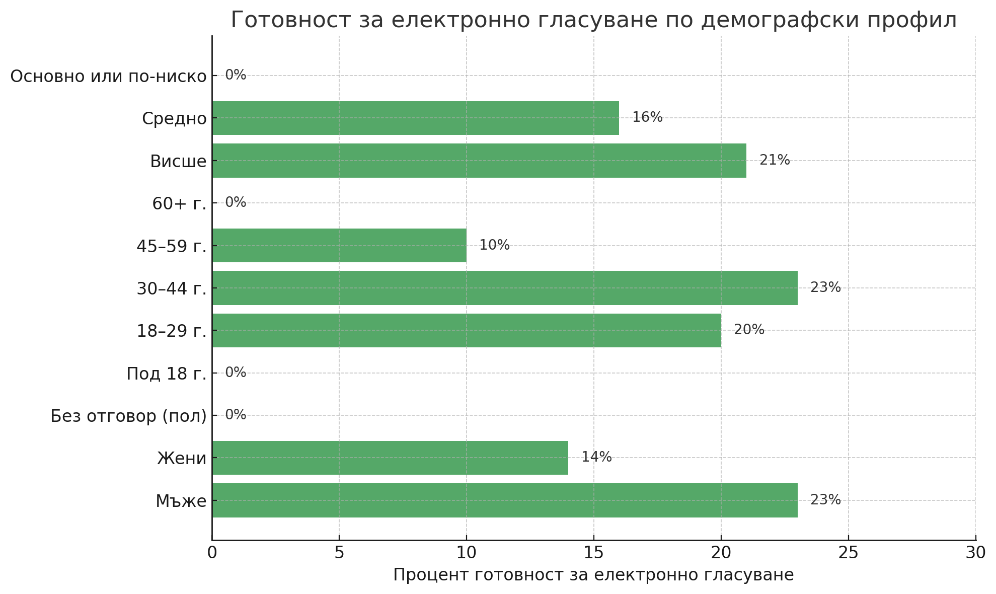 Готовност за електронно гласуване по демографски профил
Основно или по-ниско 0%
Средно 16%
Висше 21%
60+ г. 0%
45–59 г. 10%
30–44 г. 23%
18–29 г. 20%
Под 18 г. 0%
Без отговор (пол) 0%
Жени 14%
Мъже 23%
0 5 10 15 20 25 30
Процент готовност за електронно гласуване